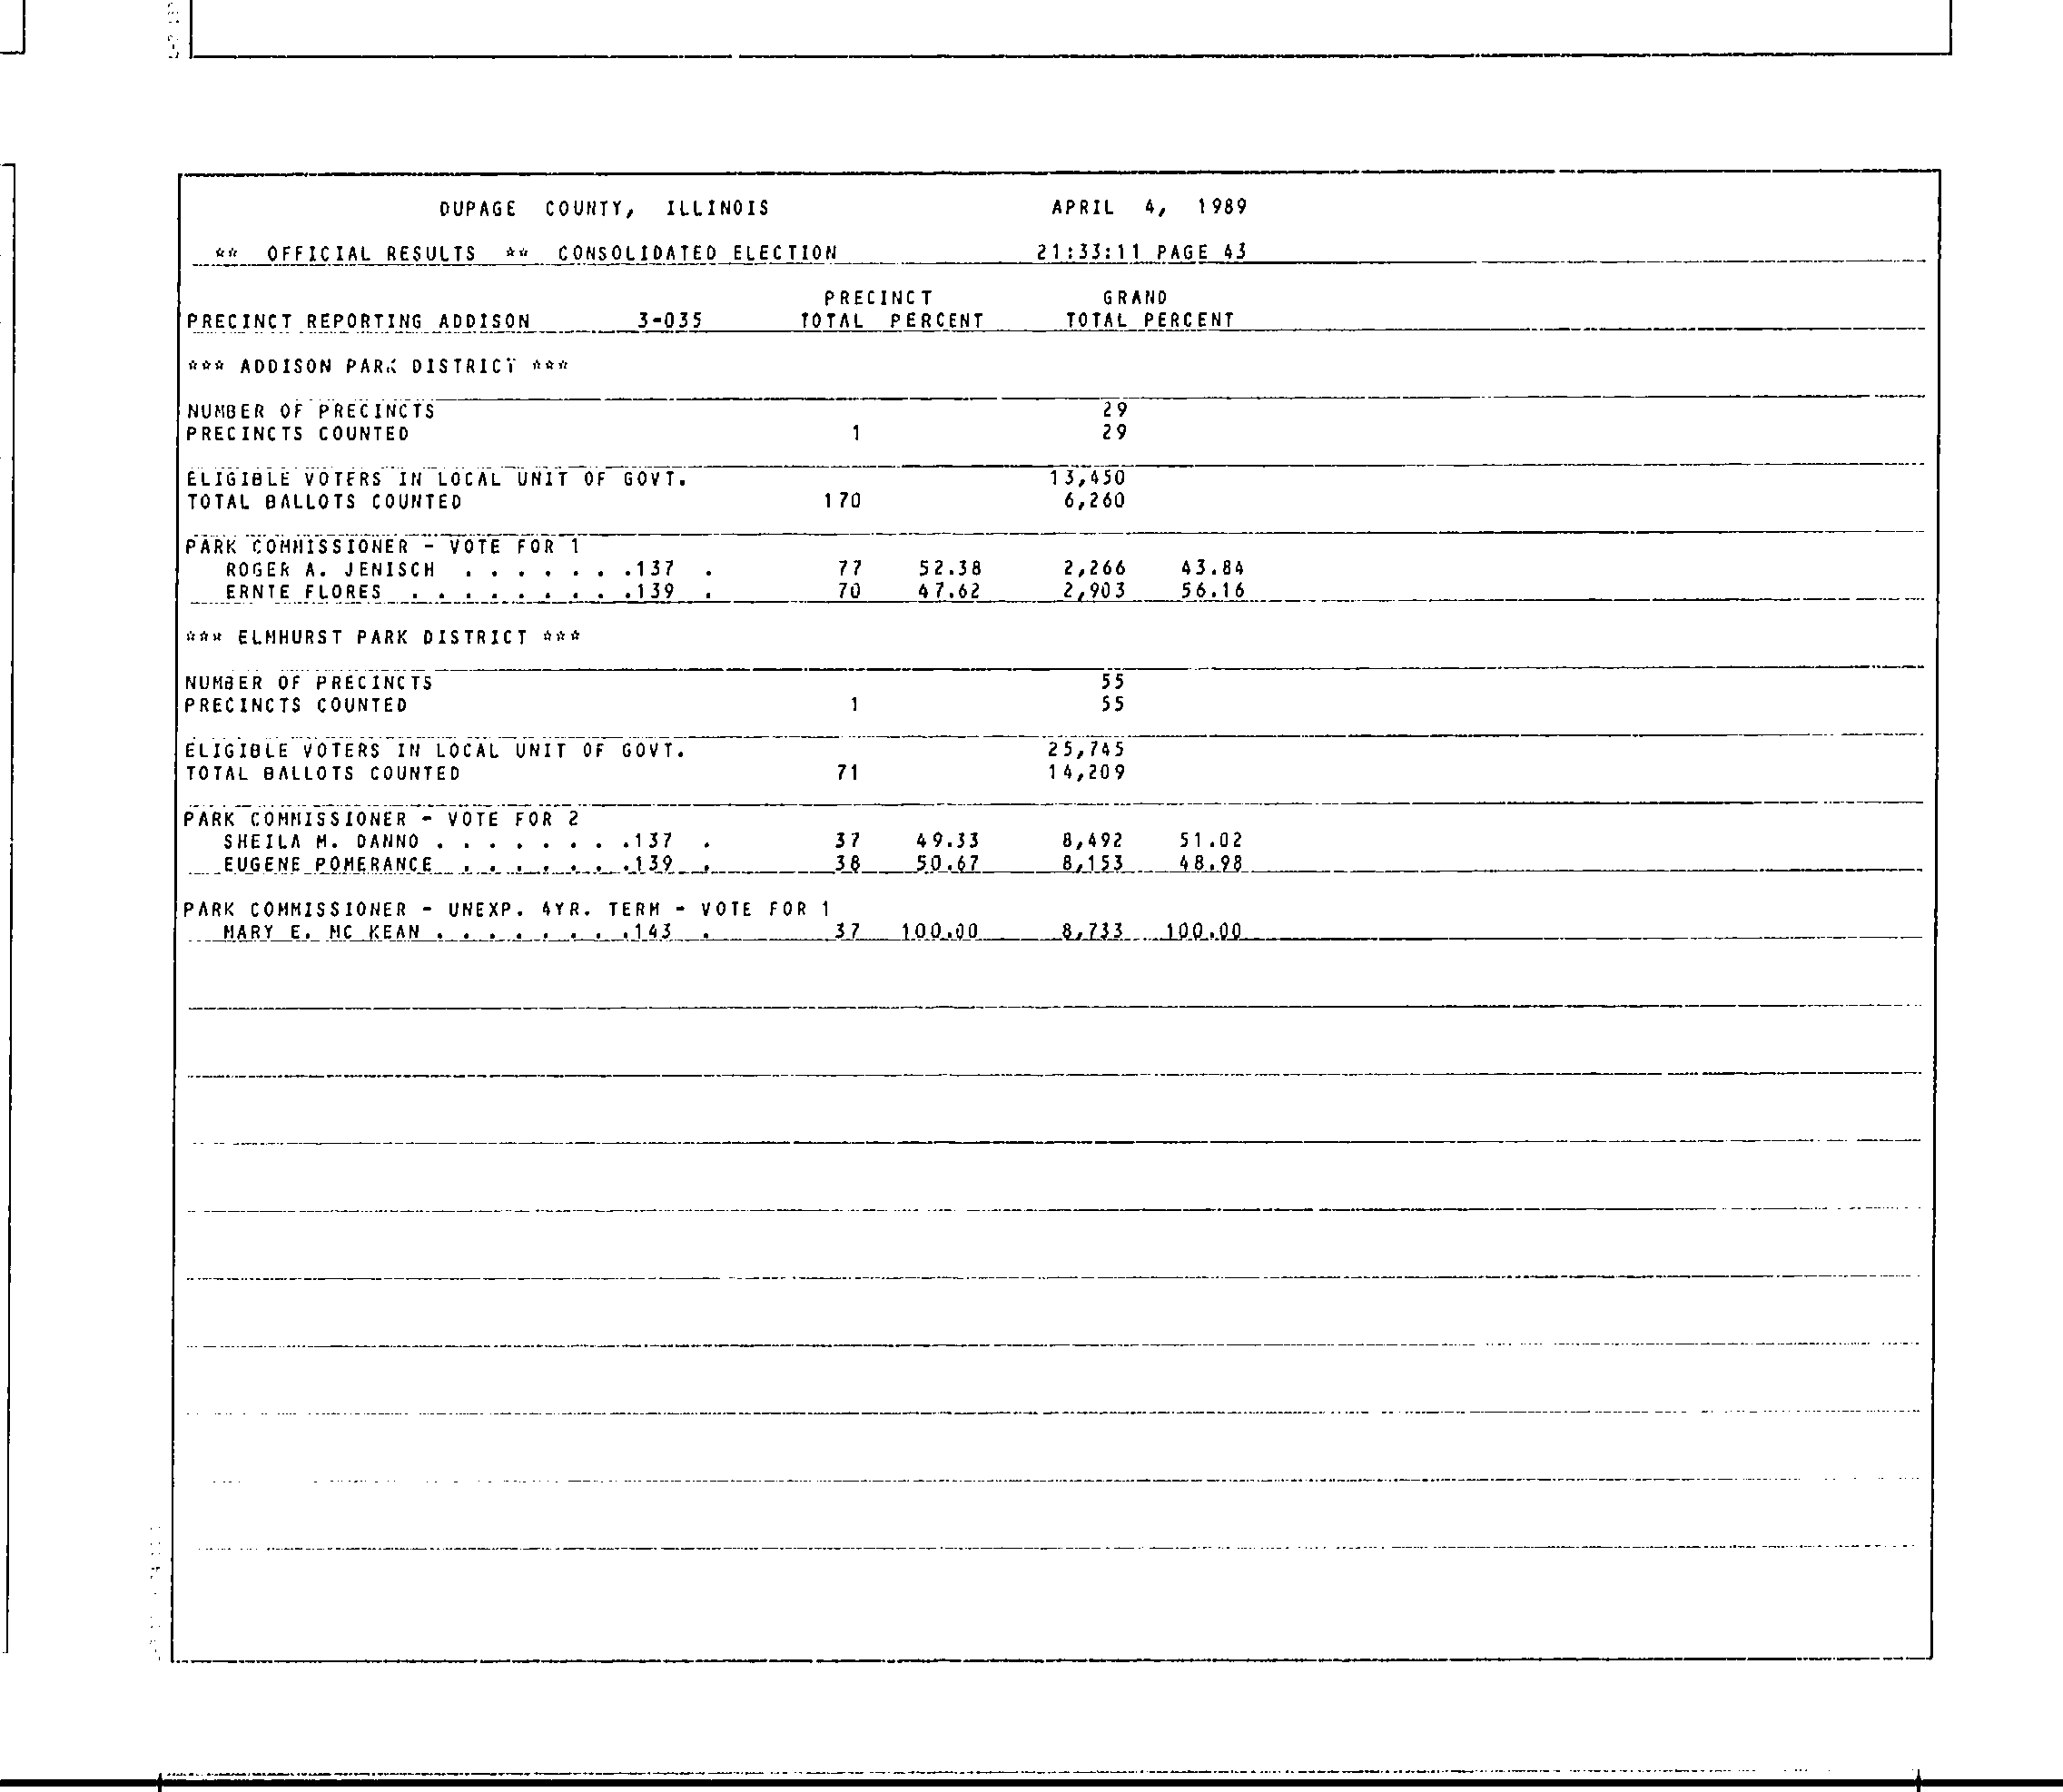 DUPAGE COUNTY, ILLINOIS APRIL 4, 1989
** OFFICIAL RESULTS ** CONSOLIDATED ELECTION 21:33:11 PAGE 43
PRECINCT GRAND
PRECINCT REPORTING ADDISON 3-035 TOTAL PERCENT TOTAL PERCENT
*** ADDISON PARK DISTRICT ***
NUMBER OF PRECINCTS 29
PRECINCTS COUNTED 1 29
ELIGIBLE VOTERS IN LOCAL UNIT OF GOVT. 13,450
TOTAL BALLOTS COUNTED 170 6,260
PARK COMMISSIONER - VOTE FOR 1
ROGER A. JENISCH . . . . . . .137 . 77 52.38 2,266 43.84
ERNIE FLORES . . . . . . . . .139 . 70 47.62 2,903 56.16
*** ELMHURST PARK DISTRICT ***
NUMBER OF PRECINCTS 55
PRECINCTS COUNTED 1 55
ELIGIBLE VOTERS IN LOCAL UNIT OF GOVT. 25,745
TOTAL BALLOTS COUNTED 71 14,209
PARK COMMISSIONER - VOTE FOR 2
SHEILA M. DANNO . . . . . . . .137 . 37 49.33 8,492 51.02
EUGENE POMERANCE . . . . . . .139 . 38 50.67 8,153 48.98
PARK COMMISSIONER - UNEXP. 4YR. TERM - VOTE FOR 1
MARY E. MC KEAN . . . . . . . .143 . 37 100.00 8,733 100.00